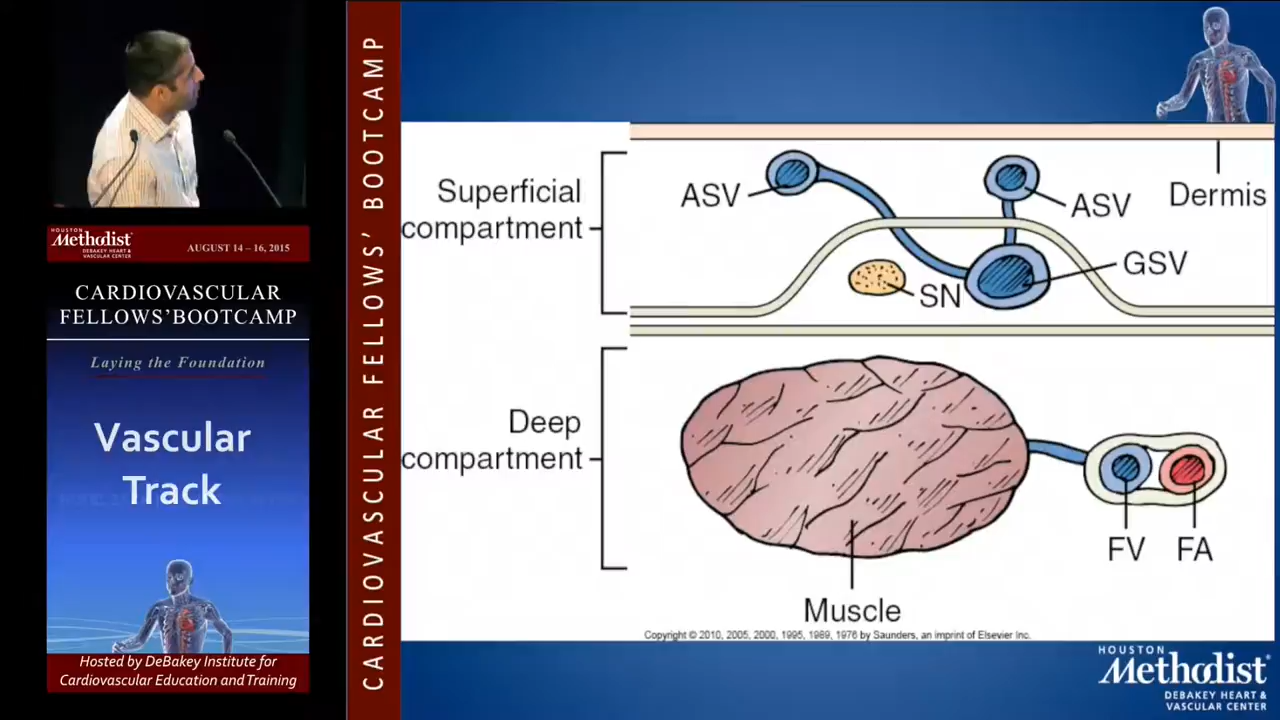 HOUSTON
Methodist
DEBAKEY HEART &
VASCULAR CENTER
AUGUST 14 – 16, 2015
CARDIOVASCULAR
FELLOWS'BOOTCAMP
Laying the Foundation
Vascular
Track
Hosted by DeBakey Institute for
Cardiovascular Education and Training
CARDIOVASCULAR FELLOWS' BOOTCAMP
Superficial
compartment
ASV
ASV
Dermis
GSV
SN
Deep
compartment
FV
FA
Muscle
Copyright © 2010, 2005, 2000, 1995, 1989, 1976 by Saunders, an imprint of Elsevier Inc.
HOUSTON
Methodist®
DEBAKEY HEART &
VASCULAR CENTER